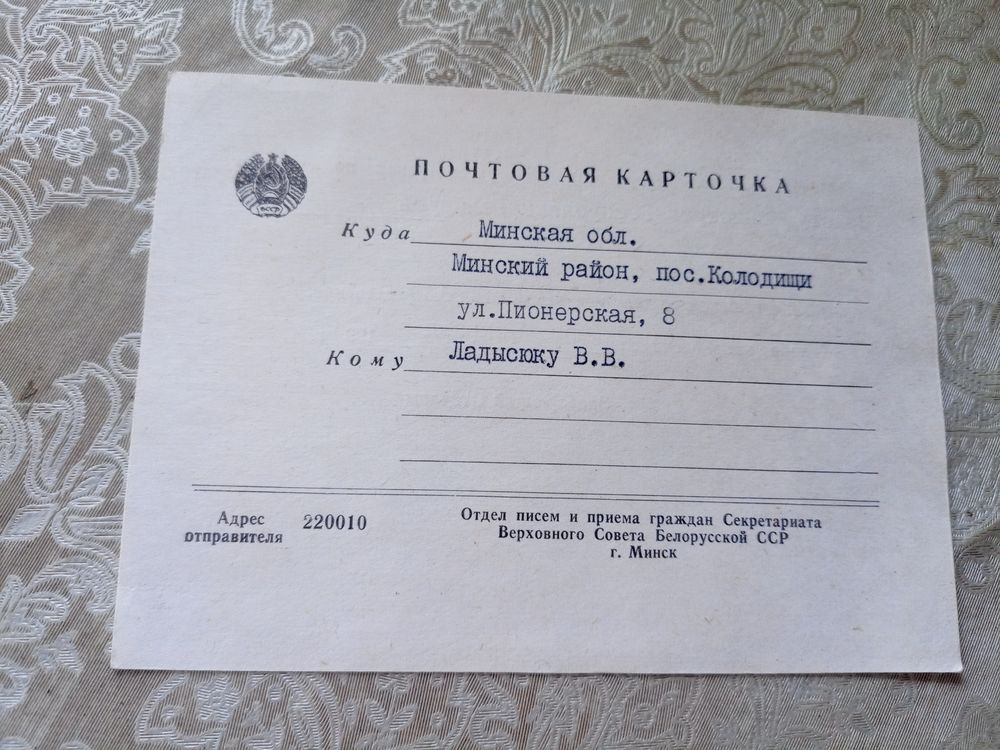 ПОЧТОВАЯ КАРТОЧКА
БССР
Куда Минская обл.
Минский район, пос.Колодищи
ул.Пионерская, 8
Кому Ладысюку В.В.
Адрес отправителя 220010
Отдел писем и приема граждан Секретариата
Верховного Совета Белорусской ССР
г. Минск